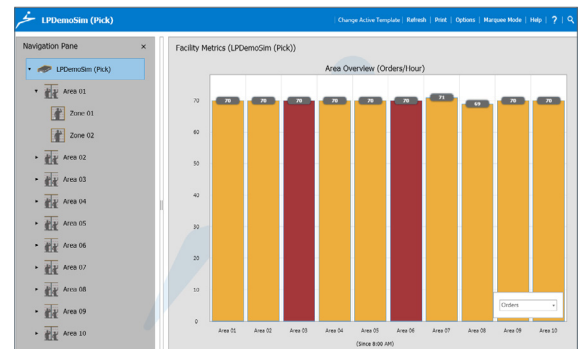 LPDemoSim (Pick)
| Change Active Template | Refresh | Print | Options | Marquee Mode | Help | ? |
Navigation Pane ×
LPDemoSim (Pick)
Area 01
Zone 01
Zone 02
Area 02
Area 03
Area 04
Area 05
Area 06
Area 07
Area 08
Area 09
Area 10
Facility Metrics (LPDemoSim (Pick))
Area Overview (Orders/Hour)
70 70 70 70 70 70 71 69 70 70
70
60
50
40
30
20
10
0
Orders
Area 01 Area 02 Area 03 Area 04 Area 05 Area 06 Area 07 Area 08 Area 09 Area 10
(Since 8:00 AM)